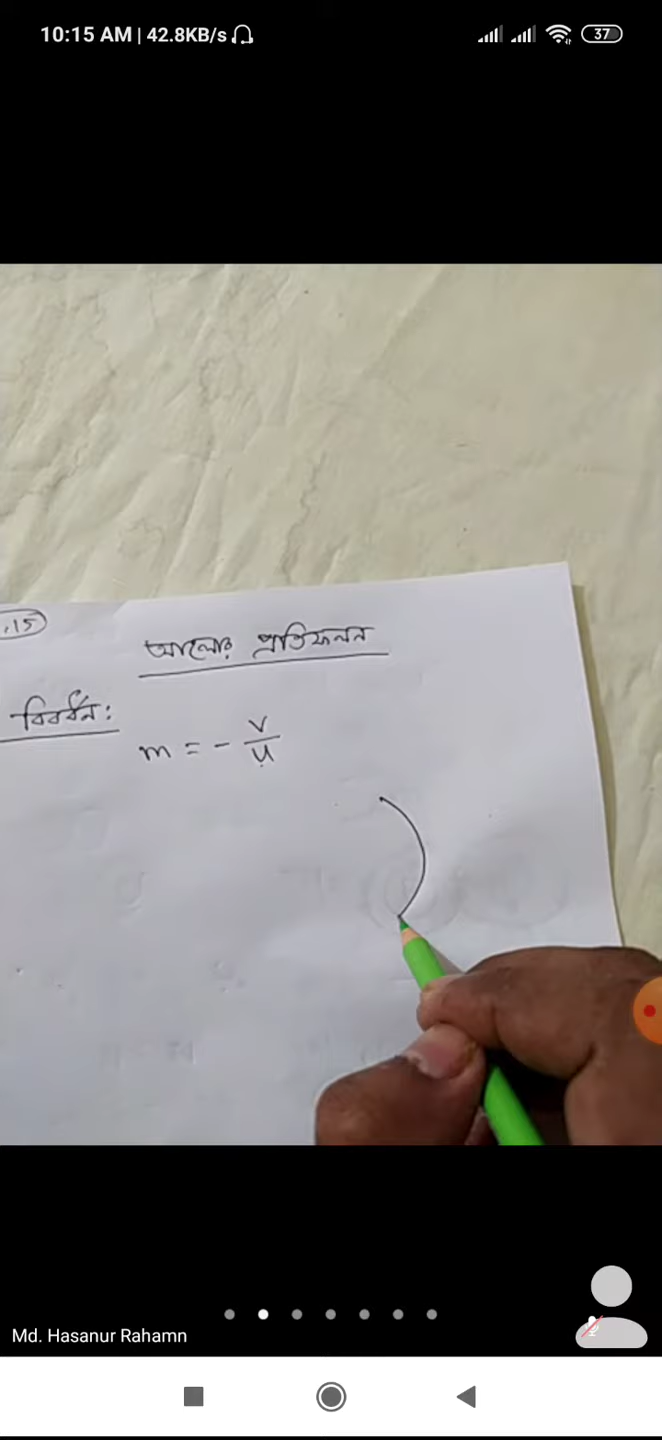 10:15 AM | 42.8KB/s
37
.15
আলোর প্রতিফলন
বিবর্ধন:
m = - v/u
Md. Hasanur Rahamn